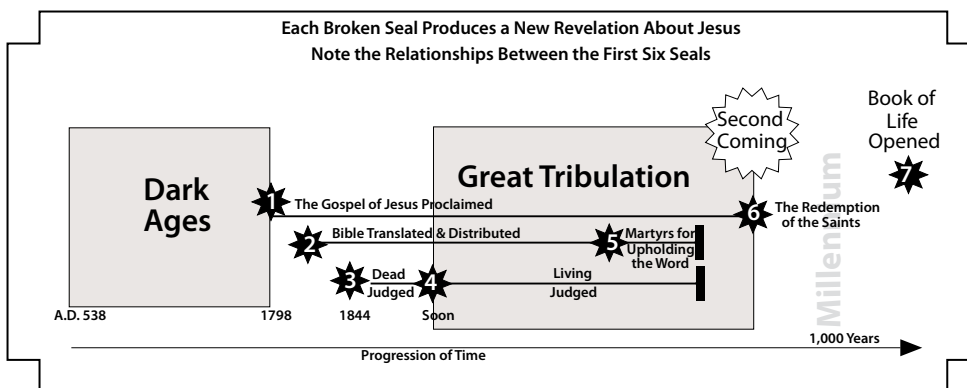 Each Broken Seal Produces a New Revelation About Jesus
Note the Relationships Between the First Six Seals
Dark
Ages
Great Tribulation
Second
Coming
Book of
Life
Opened
7
1
The Gospel of Jesus Proclaimed
6
The Redemption
of the Saints
2
Bible Translated & Distributed
5
Martyrs for
Upholding
the Word
3
Dead
Judged
4
Living
Judged
Millennium
A.D. 538
1798
1844
Soon
1,000 Years
Progression of Time